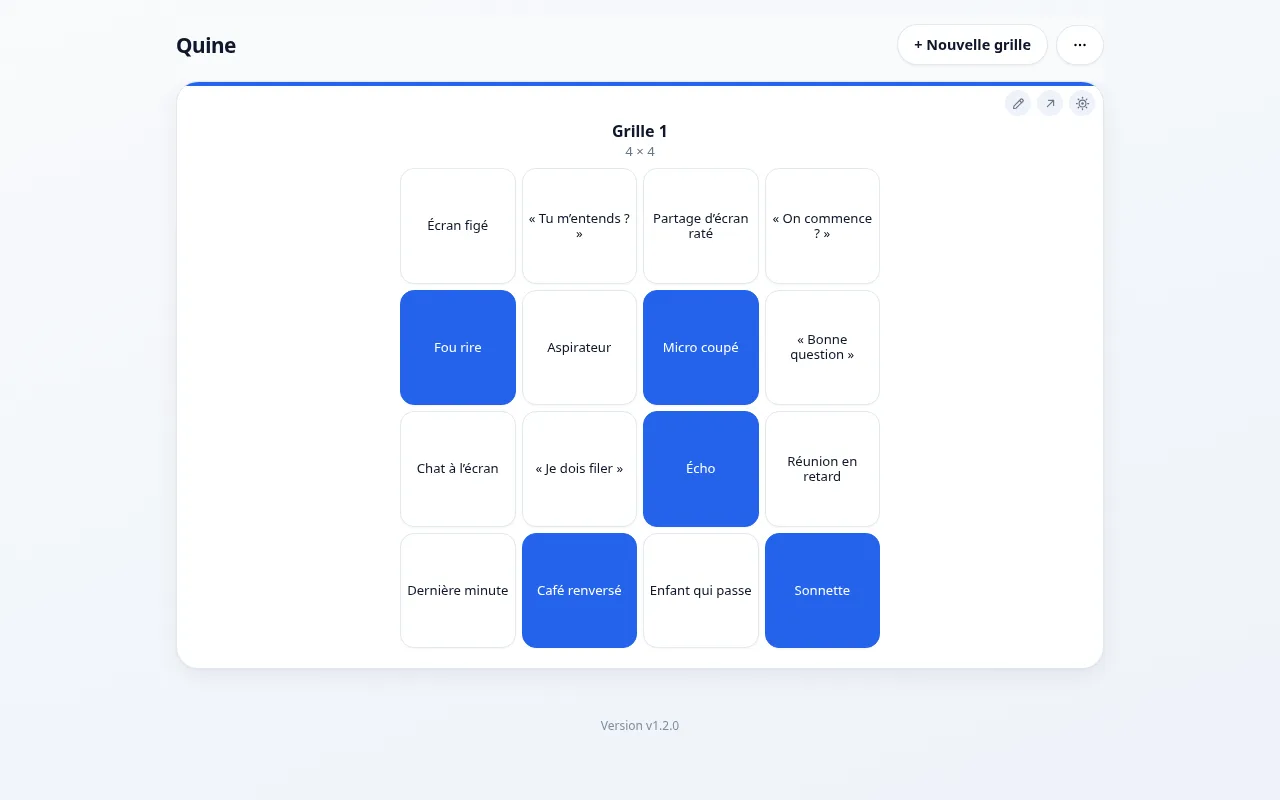 Quine
+ Nouvelle grille
···
Grille 1
4 × 4
Écran figé
« Tu m’entends ?
»
Partage d’écran
raté
« On commence
? »
Fou rire
Aspirateur
Micro coupé
« Bonne
question »
Chat à l’écran
« Je dois filer »
Écho
Réunion en
retard
Dernière minute
Café renversé
Enfant qui passe
Sonnette
Version v1.2.0